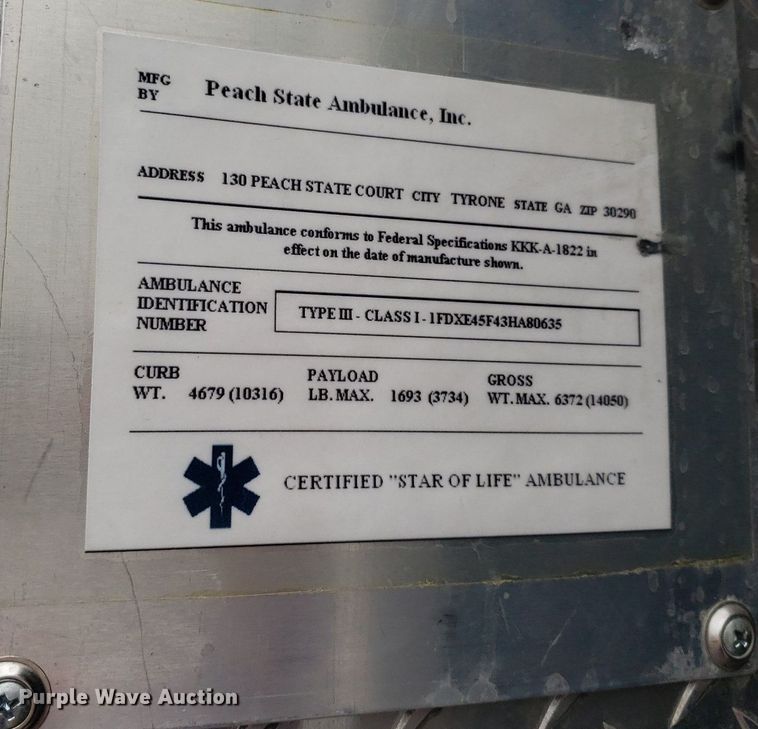 MFG
BY Peach State Ambulance, Inc.
ADDRESS 130 PEACH STATE COURT CITY TYRONE STATE GA ZIP 30290
This ambulance conforms to Federal Specifications KKK-A-1822 in
effect on the date of manufacture shown.
AMBULANCE
IDENTIFICATION
NUMBER
TYPE III - CLASS I - 1FDXE45F43HA80635
CURB
WT. 4679 (10316)
PAYLOAD
LB. MAX. 1693 (3734)
GROSS
WT. MAX. 6372 (14050)
CERTIFIED "STAR OF LIFE" AMBULANCE
Purple Wave Auction